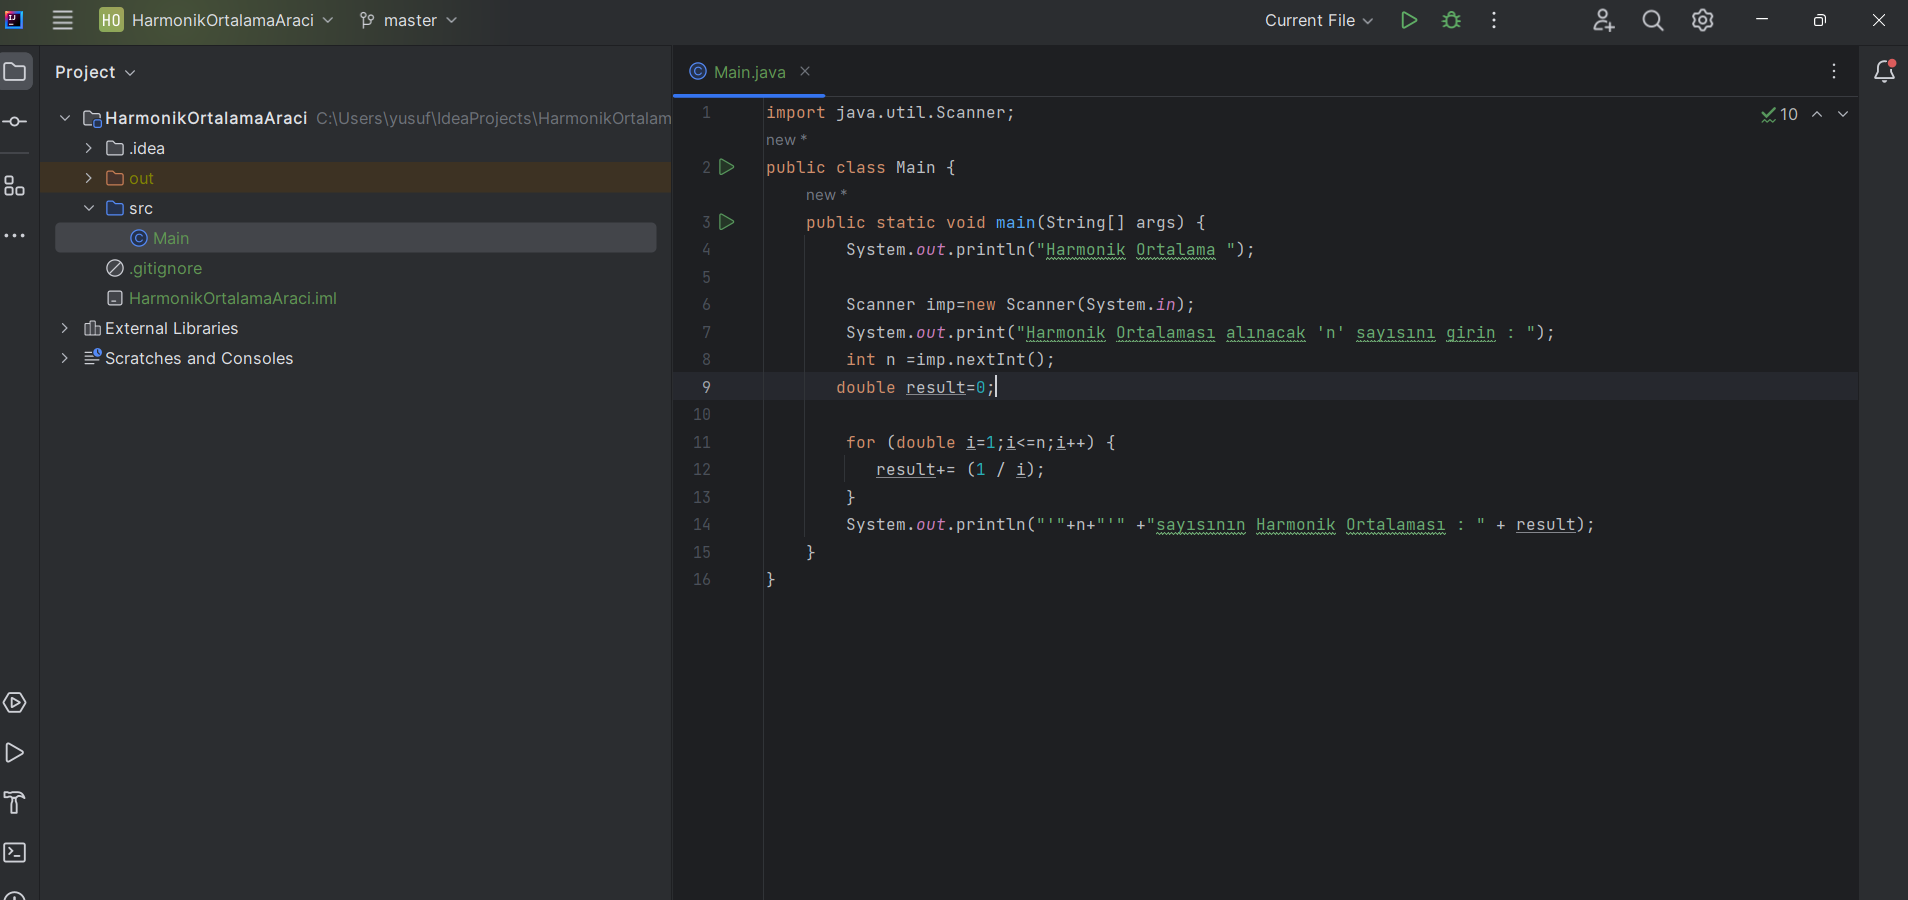 HO HarmonikOrtalamaAraci master Current File
Project
HarmonikOrtalamaAraci C:\Users\yusuf\IdeaProjects\HarmonikOrtalam
.idea
out
src
Main
.gitignore
HarmonikOrtalamaAraci.iml
External Libraries
Scratches and Consoles
Main.java
10
1 import java.util.Scanner;
new *
2 public class Main {
new *
3 public static void main(String[] args) {
4 System.out.println("Harmonik Ortalama ");
5
6 Scanner imp=new Scanner(System.in);
7 System.out.print("Harmonik Ortalaması alınacak 'n' sayısını girin : ");
8 int n =imp.nextInt();
9 double result=0;
10
11 for (double i=1;i<=n;i++) {
12 result+= (1 / i);
13 }
14 System.out.println("'"+n+"'" +"sayısının Harmonik Ortalaması : " + result);
15 }
16 }